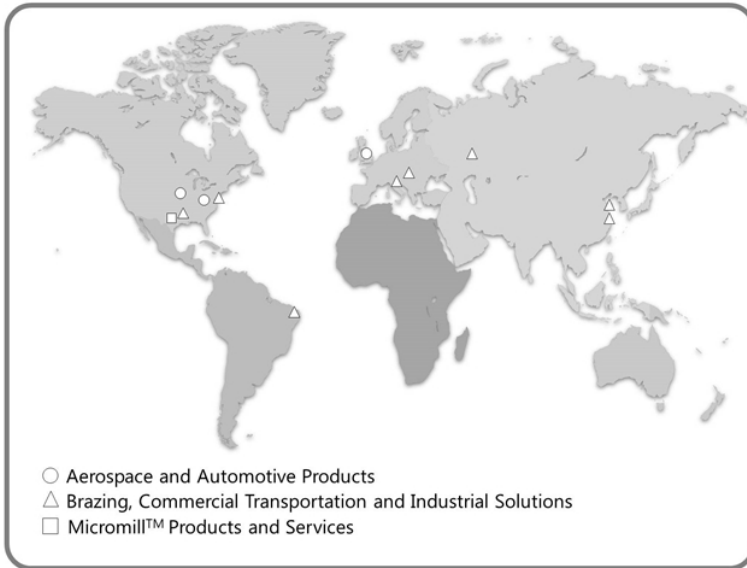 Aerospace and Automotive Products
Brazing, Commercial Transportation and Industrial Solutions
Micromill™ Products and Services